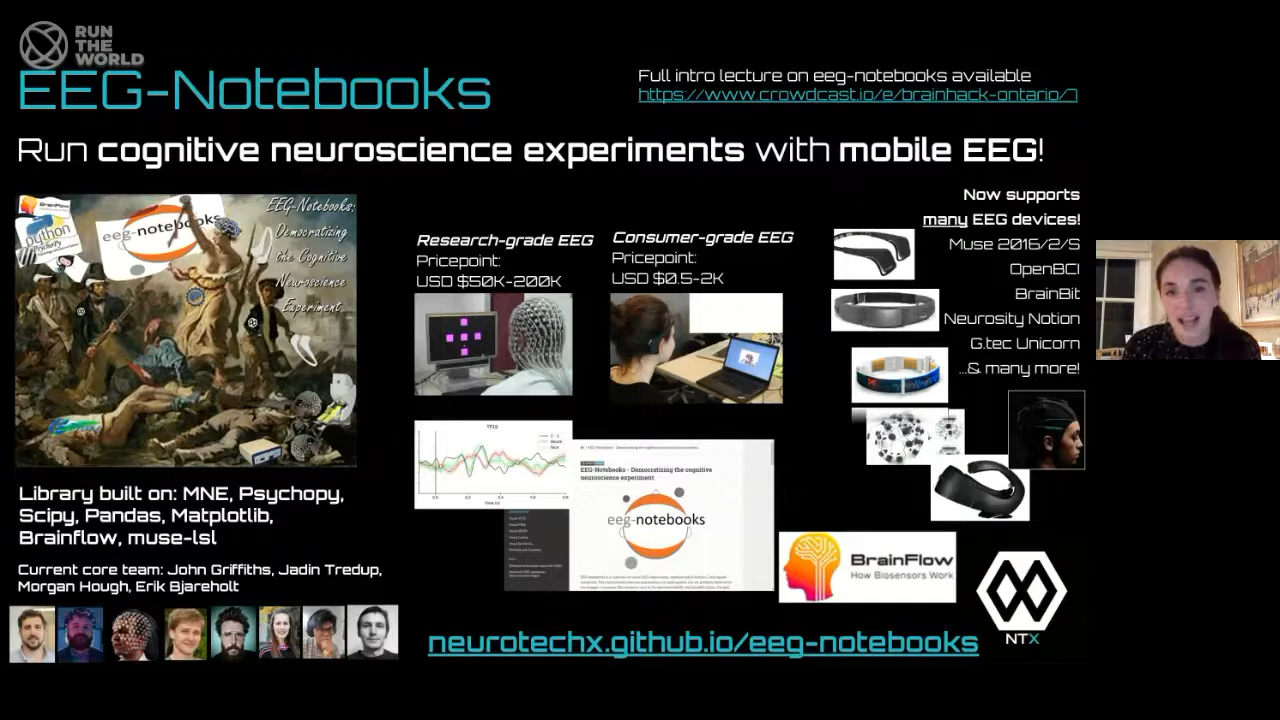 RUN
THE
WORLD
EEG-Notebooks
Full intro lecture on eeg-notebooks available
https://www.crowdcast.io/e/brainhack-ontario/7
Run cognitive neuroscience experiments with mobile EEG!
BrainFlow
python
PsychoPy
eeg-notebooks
EEG-Notebooks:
Democratizing
the Cognitive
Neuroscience
Experiment
Research-grade EEG
Pricepoint:
USD $50K-200K
Consumer-grade EEG
Pricepoint:
USD $0.5-2K
Now supports
many EEG devices!
Muse 2016/2/S
OpenBCI
BrainBit
Neurosity Notion
G.tec Unicorn
...& many more!
TP10
EEG-Notebooks - Democratizing the cognitive
neuroscience experiment
eeg-notebooks
BrainFlow
How Biosensors Work
Library built on: MNE, Psychopy,
Scipy, Pandas, Matplotlib,
Brainflow, muse-lsl
Current core team: John Griffiths, Jadin Tredup,
Morgan Hough, Erik Bjäreholt
neurotechx.github.io/eeg-notebooks
NTX